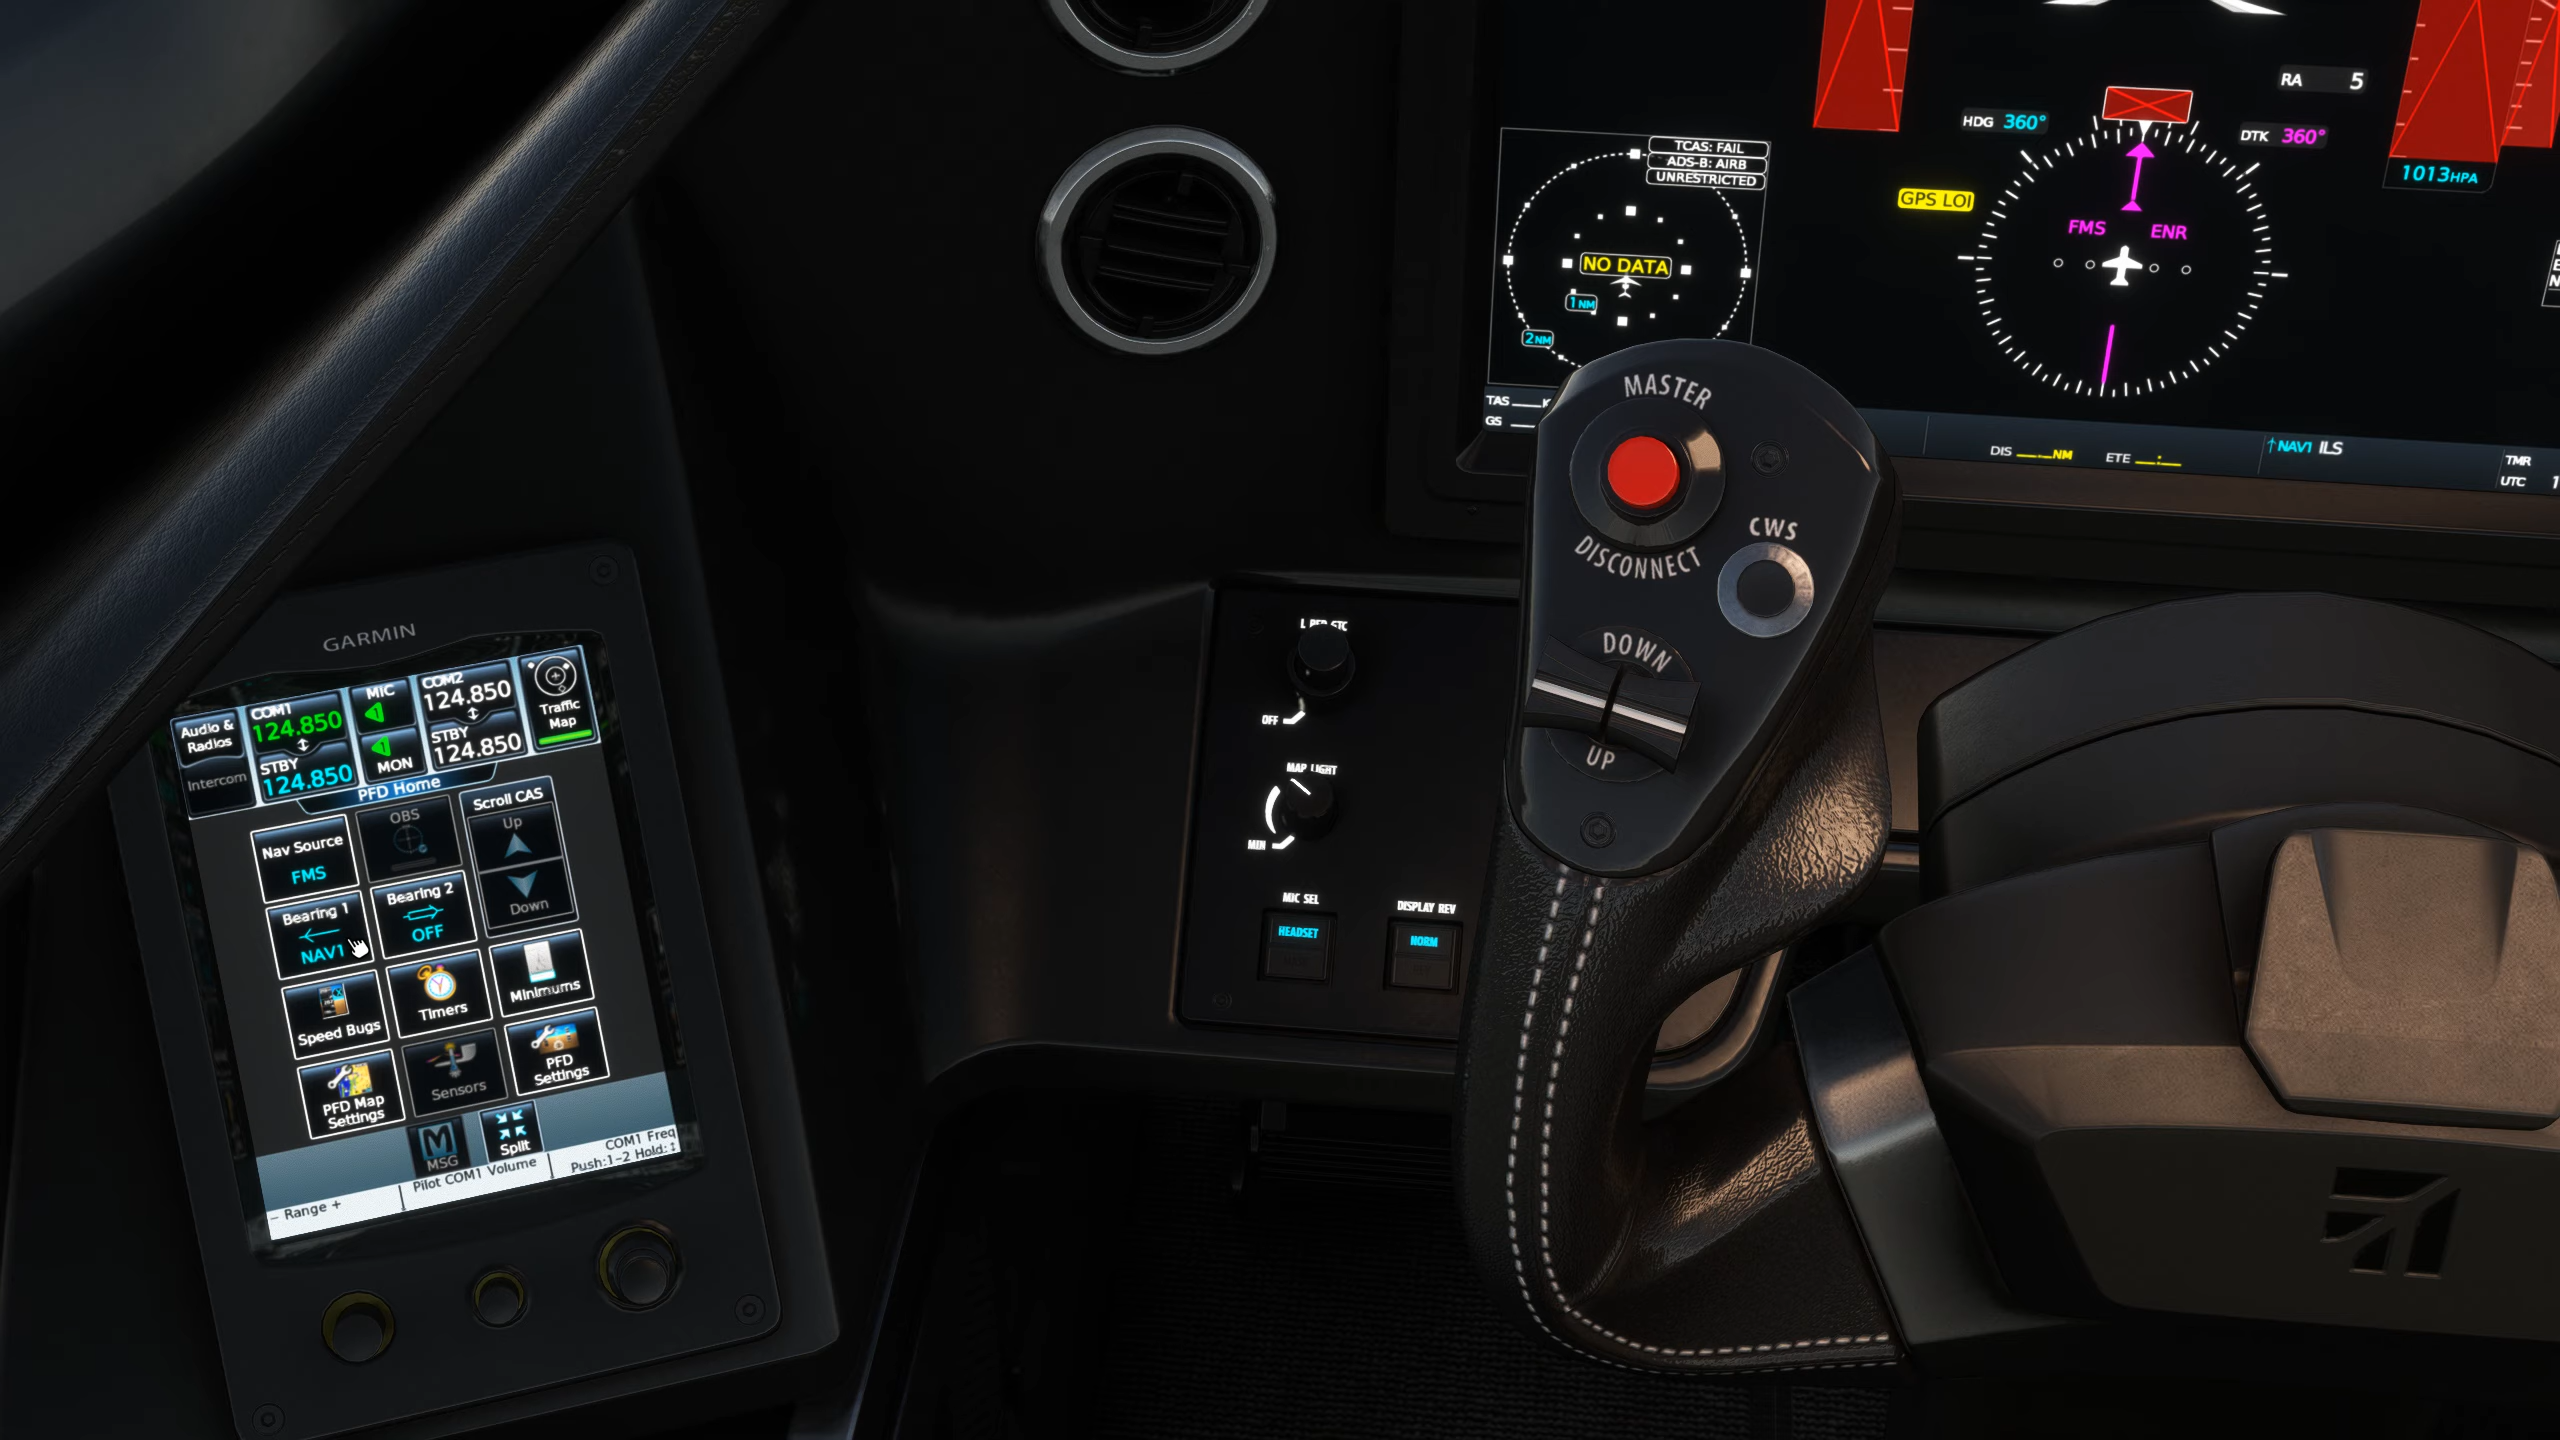 RA 5
HDG 360°
DTK 360°
1013HPA
TCAS: FAIL
ADS-B: AIRB
UNRESTRICTED
GPS LOI
FMS ENR
NO DATA
1NM
2NM
TAS
GS
DIS __.__NM
ETE __:__
↑NAV1 ILS
TMR
UTC
MASTER
DISCONNECT
CWS
DOWN
UP
OFF
MAP LIGHT
MIN
MIC SEL
HEADSET
DISPLAY REV
NORM
GARMIN
Audio &
Radios
Intercom
COM1
124.850
STBY
124.850
MIC
MON
COM2
124.850
STBY
124.850
Traffic
Map
PFD Home
Nav Source
FMS
OBS
Scroll CAS
Up
Down
Bearing 1
NAV1
Bearing 2
OFF
Speed Bugs
Timers
Minimums
PFD Map
Settings
Sensors
PFD
Settings
MSG
Split
− Range +
Pilot COM1 Volume
COM1 Freq
Push:1–2 Hold:↕